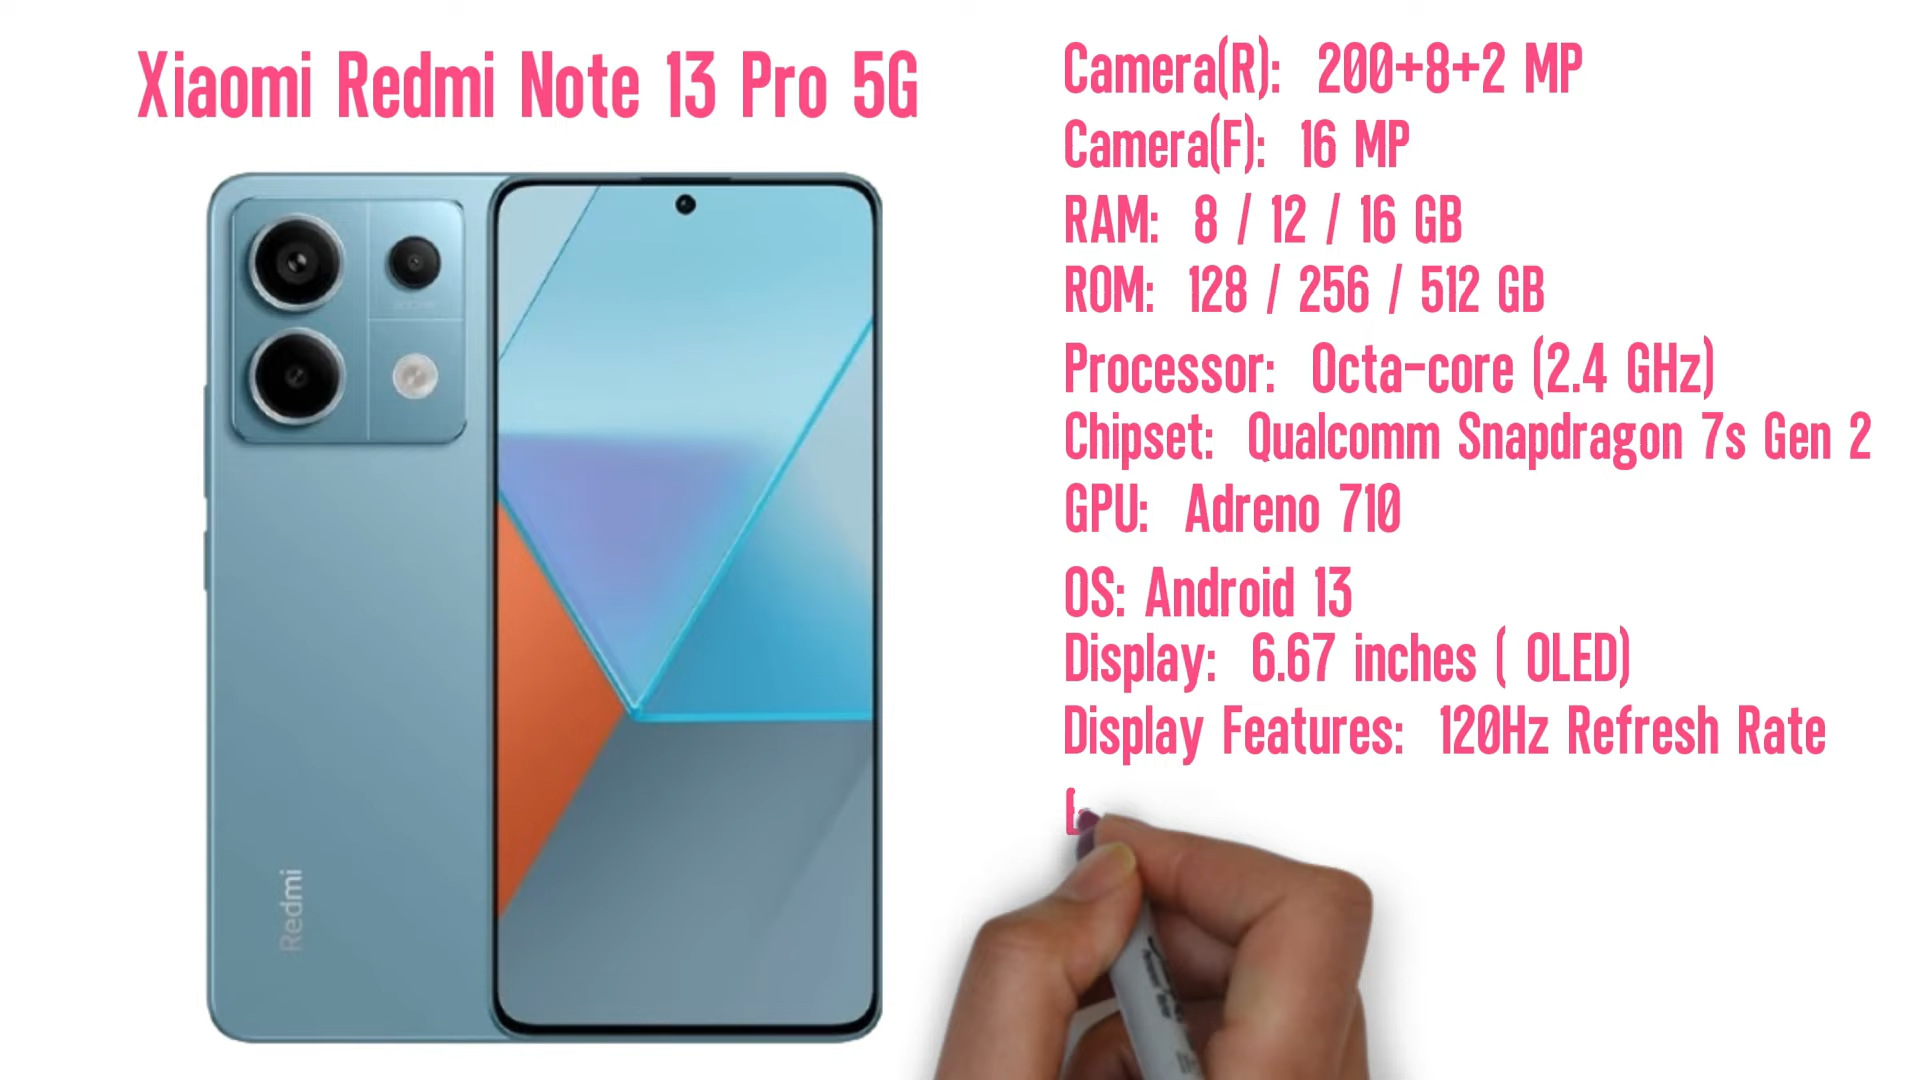 Xiaomi Redmi Note 13 Pro 5G
Camera(R): 200+8+2 MP
Camera(F): 16 MP
RAM: 8 / 12 / 16 GB
ROM: 128 / 256 / 512 GB
Processor: Octa-core (2.4 GHz)
Chipset: Qualcomm Snapdragon 7s Gen 2
GPU: Adreno 710
OS: Android 13
Display: 6.67 inches ( OLED)
Display Features: 120Hz Refresh Rate
Redmi